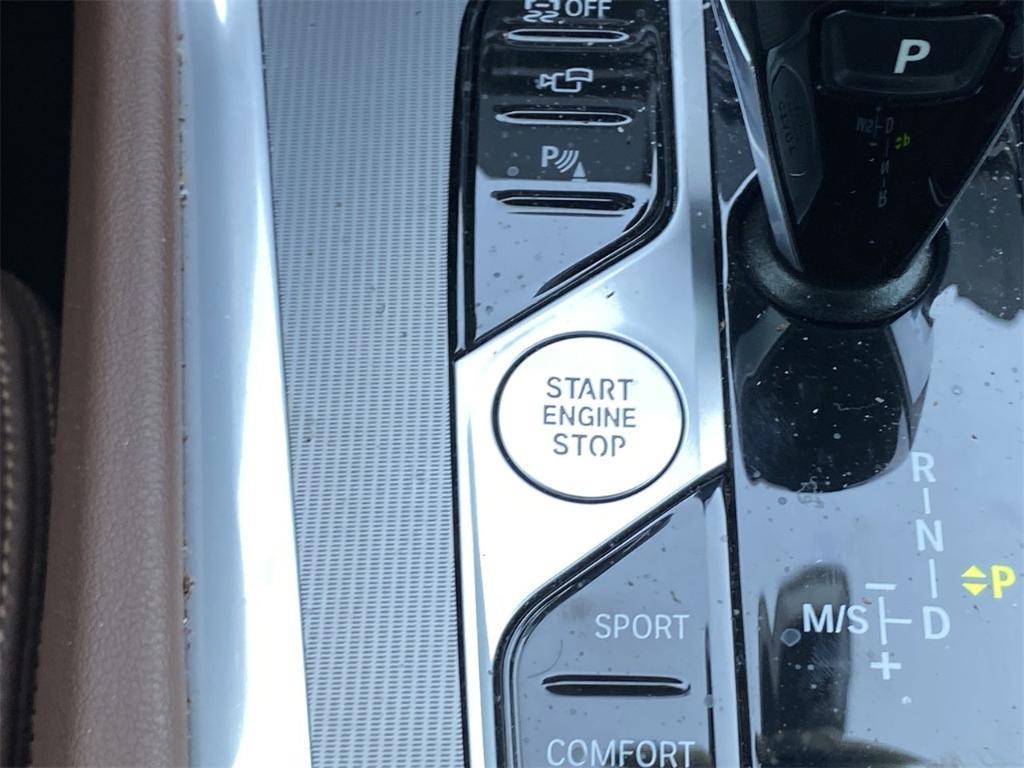 OFF
P
P
START
ENGINE
STOP
R
N
P
M/S D
+
SPORT
COMFORT